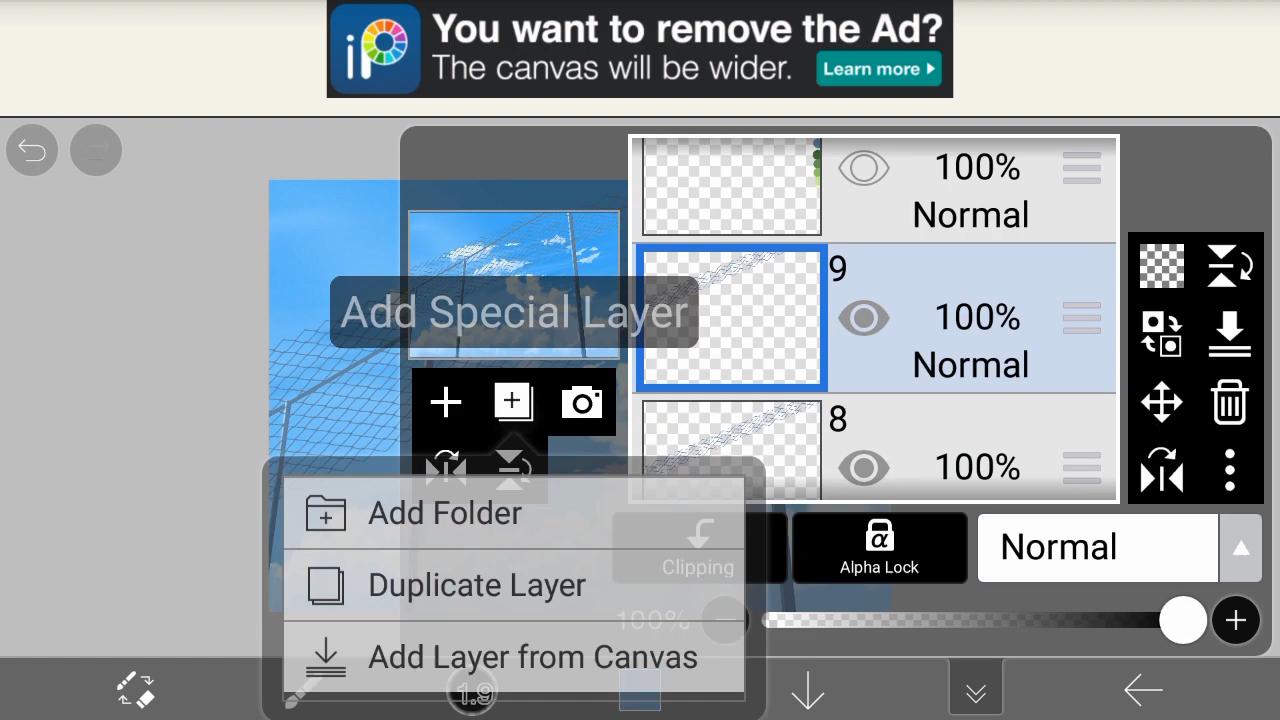 iP
You want to remove the Ad?
The canvas will be wider.
Learn more
100%
Normal
9
100%
Normal
8
100%
Add Special Layer
Add Folder
Duplicate Layer
Add Layer from Canvas
Clipping
α
Alpha Lock
Normal
100%
1.9